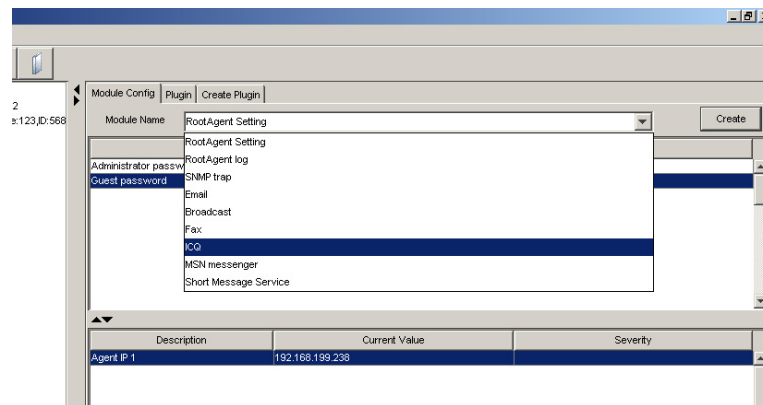 Module Config Plugin Create Plugin
2
e:123,ID:568
Module Name RootAgent Setting Create
RootAgent Setting
RootAgent log
Administrator passw
SNMP trap
Guest password
Email
Broadcast
Fax
ICQ
MSN messenger
Short Message Service
Description Current Value Severity
Agent IP 1 192.168.199.238